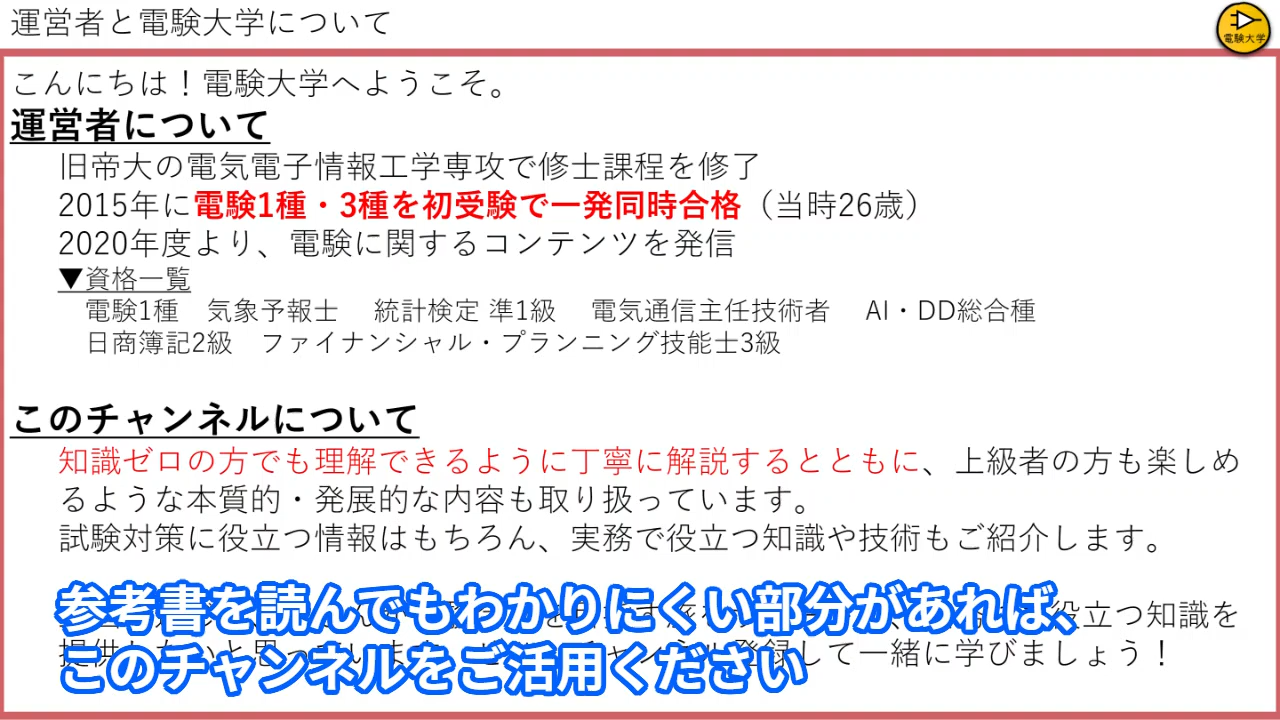 運営者と電験大学について
電験大学
こんにちは！電験大学へようこそ。
運営者について
旧帝大の電気電子情報工学専攻で修士課程を修了
2015年に電験1種・3種を初受験で一発同時合格（当時26歳）
2020年度より、電験に関するコンテンツを発信
▼資格一覧
電験1種　気象予報士　統計検定 準1級　電気通信主任技術者　AI・DD総合種
日商簿記2級　ファイナンシャル・プランニング技能士3級
このチャンネルについて
知識ゼロの方でも理解できるように丁寧に解説するとともに、上級者の方も楽しめ
るような本質的・発展的な内容も取り扱っています。
試験対策に役立つ情報はもちろん、実務で役立つ知識や技術もご紹介します。
参考書を読んでもわかりにくい部分があれば、
このチャンネルをご活用ください
役立つ知識を
登録して一緒に学びましょう！